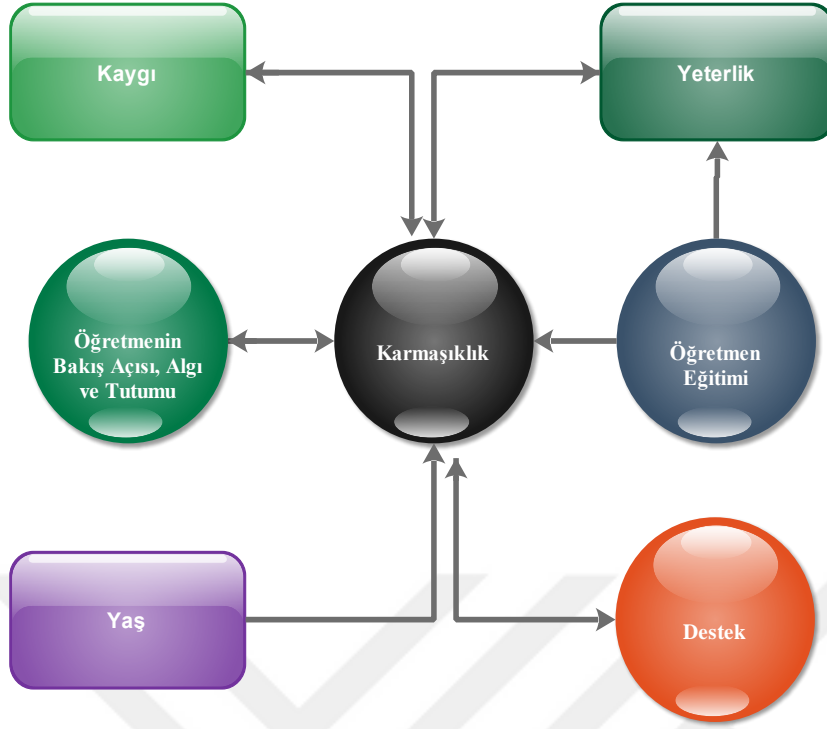 Kaygı
Yeterlik
Öğretmenin
Bakış Açısı, Algı
ve Tutumu
Karmaşıklık
Öğretmen
Eğitimi
Yaş
Destek